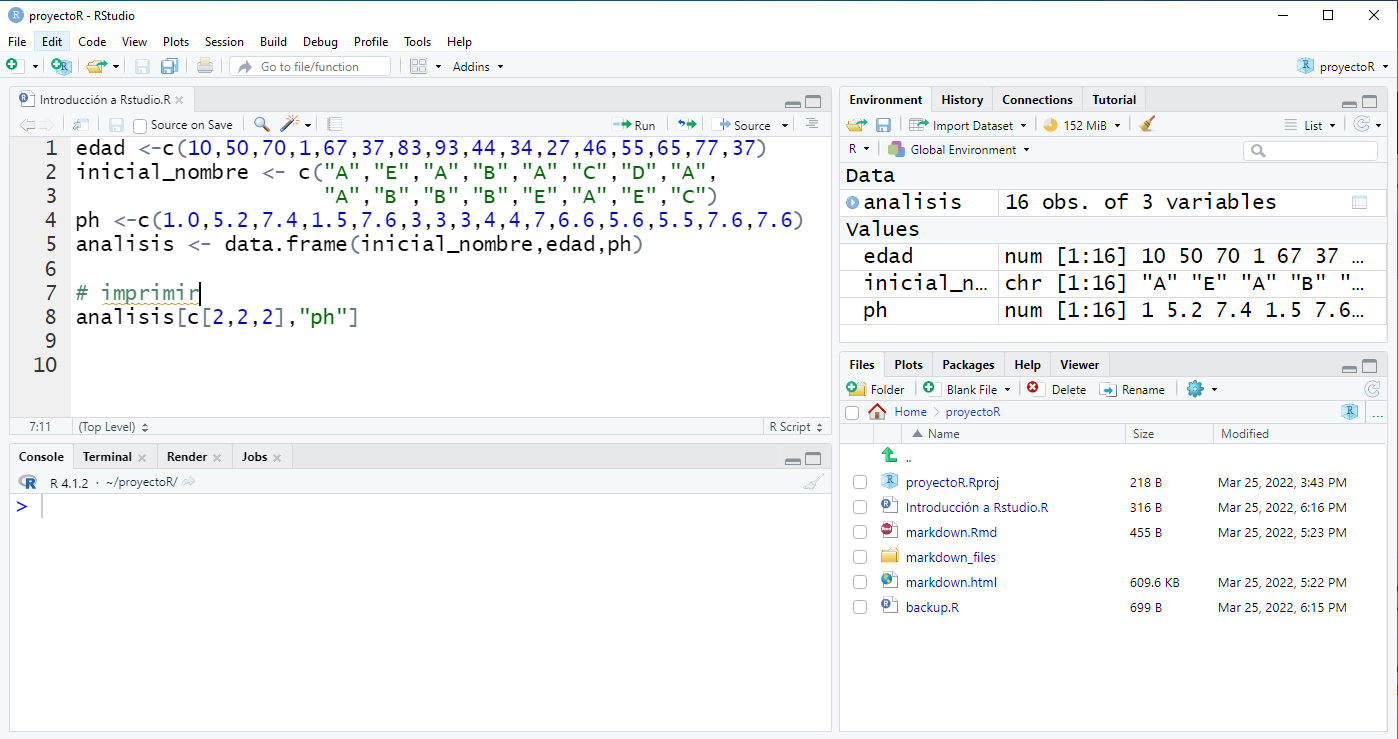 proyectoR - RStudio
File Edit Code View Plots Session Build Debug Profile Tools Help
Go to file/function Addins proyectoR
Introducción a Rstudio.R
Source on Save Run Source
1 edad <-c(10,50,70,1,67,37,83,93,44,34,27,46,55,65,77,37)
2 inicial_nombre <- c("A","E","A","B","A","C","D","A",
3 "A","B","B","B","E","A","E","C")
4 ph <-c(1.0,5.2,7.4,1.5,7.6,3,3,3,4,4,7,6.6,5.6,5.5,7.6,7.6)
5 analisis <- data.frame(inicial_nombre,edad,ph)
6
7 # imprimir
8 analisis[c[2,2,2],"ph"]
9
10
7:11 (Top Level) R Script
Console Terminal Render Jobs
R R 4.1.2 · ~/proyectoR/
>
Environment History Connections Tutorial
Import Dataset 152 MiB List
R Global Environment
Data
analisis 16 obs. of 3 variables
Values
edad num [1:16] 10 50 70 1 67 37 ...
inicial_n... chr [1:16] "A" "E" "A" "B" "...
ph num [1:16] 1 5.2 7.4 1.5 7.6...
Files Plots Packages Help Viewer
Folder Blank File Delete Rename
Home proyectoR R ...
Name Size Modified
..
proyectoR.Rproj 218 B Mar 25, 2022, 3:43 PM
Introducción a Rstudio.R 316 B Mar 25, 2022, 6:16 PM
markdown.Rmd 455 B Mar 25, 2022, 5:23 PM
markdown_files
markdown.html 609.6 KB Mar 25, 2022, 5:22 PM
backup.R 699 B Mar 25, 2022, 6:15 PM